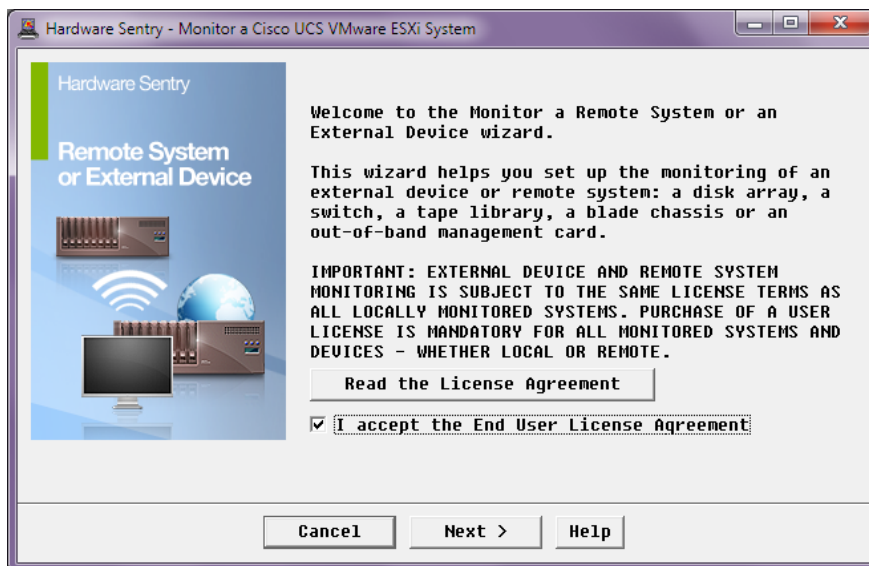 Hardware Sentry - Monitor a Cisco UCS VMware ESXi System
Hardware Sentry
Remote System
or External Device
Welcome to the Monitor a Remote System or an
External Device wizard.
This wizard helps you set up the monitoring of an
external device or remote system: a disk array, a
switch, a tape library, a blade chassis or an
out-of-band management card.
IMPORTANT: EXTERNAL DEVICE AND REMOTE SYSTEM
MONITORING IS SUBJECT TO THE SAME LICENSE TERMS AS
ALL LOCALLY MONITORED SYSTEMS. PURCHASE OF A USER
LICENSE IS MANDATORY FOR ALL MONITORED SYSTEMS AND
DEVICES - WHETHER LOCAL OR REMOTE.
Read the License Agreement
I accept the End User License Agreement
Cancel Next > Help